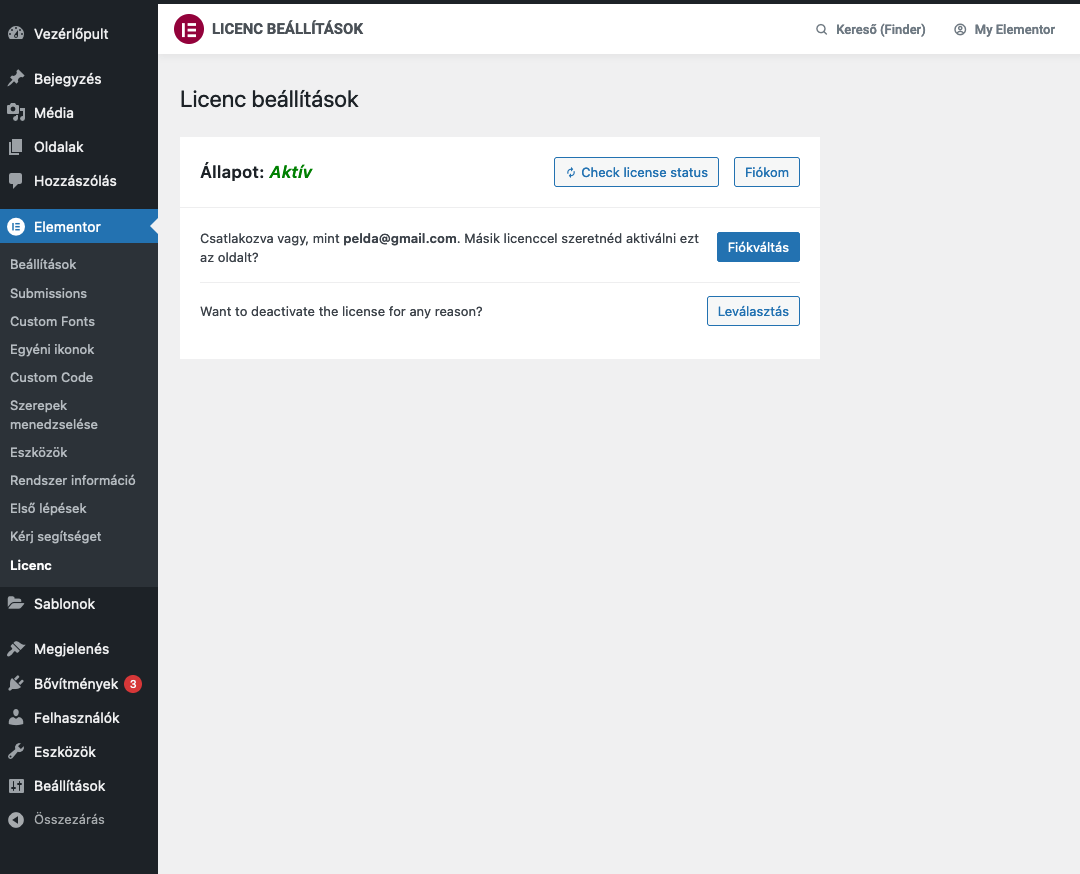 Vezérlőpult
Bejegyzés
Média
Oldalak
Hozzászólás
Elementor
Beállítások
Submissions
Custom Fonts
Egyéni ikonok
Custom Code
Szerepek
menedzselése
Eszközök
Rendszer információ
Első lépések
Kérj segítséget
Licenc
Sablonok
Megjelenés
Bővítmények 3
Felhasználók
Eszközök
Beállítások
Összezárás
LICENC BEÁLLÍTÁSOK
Kereső (Finder)
My Elementor
Licenc beállítások
Állapot: Aktív
Check license status
Fiókom
Csatlakozva vagy, mint pelda@gmail.com. Másik licenccel szeretnéd aktiválni ezt
az oldalt?
Fiókváltás
Want to deactivate the license for any reason?
Leválasztás